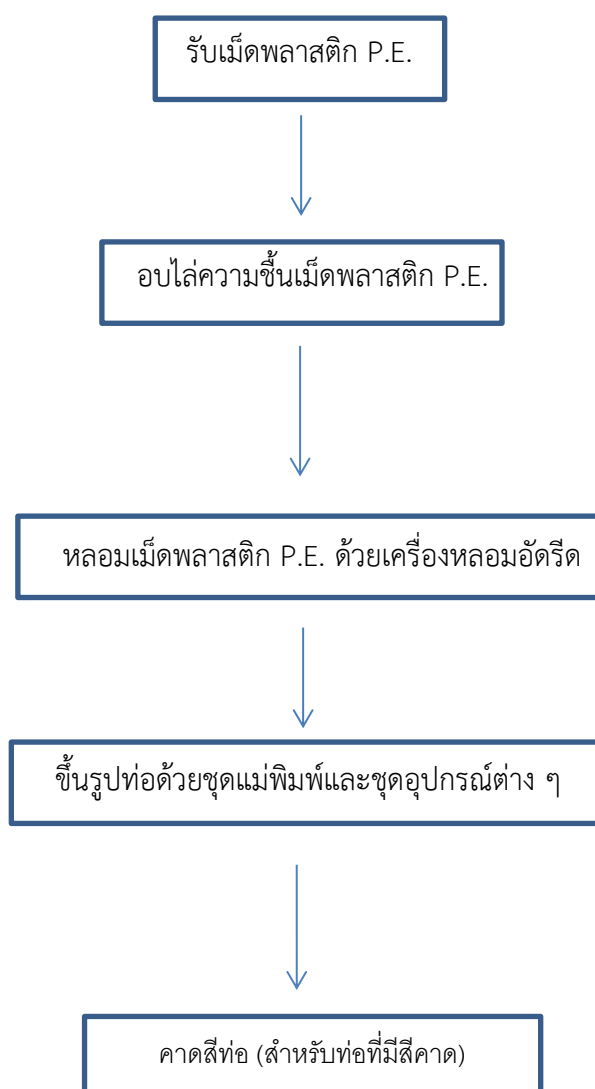 รับเม็ดพลาสติก P.E.
อบไล่ความชื้นเม็ดพลาสติก P.E.
หลอมเม็ดพลาสติก P.E. ด้วยเครื่องหลอมอัดรีด
ขึ้นรูปท่อด้วยชุดแม่พิมพ์และชุดอุปกรณ์ต่าง ๆ
คาดสีท่อ (สำหรับท่อที่มีสีคาด)